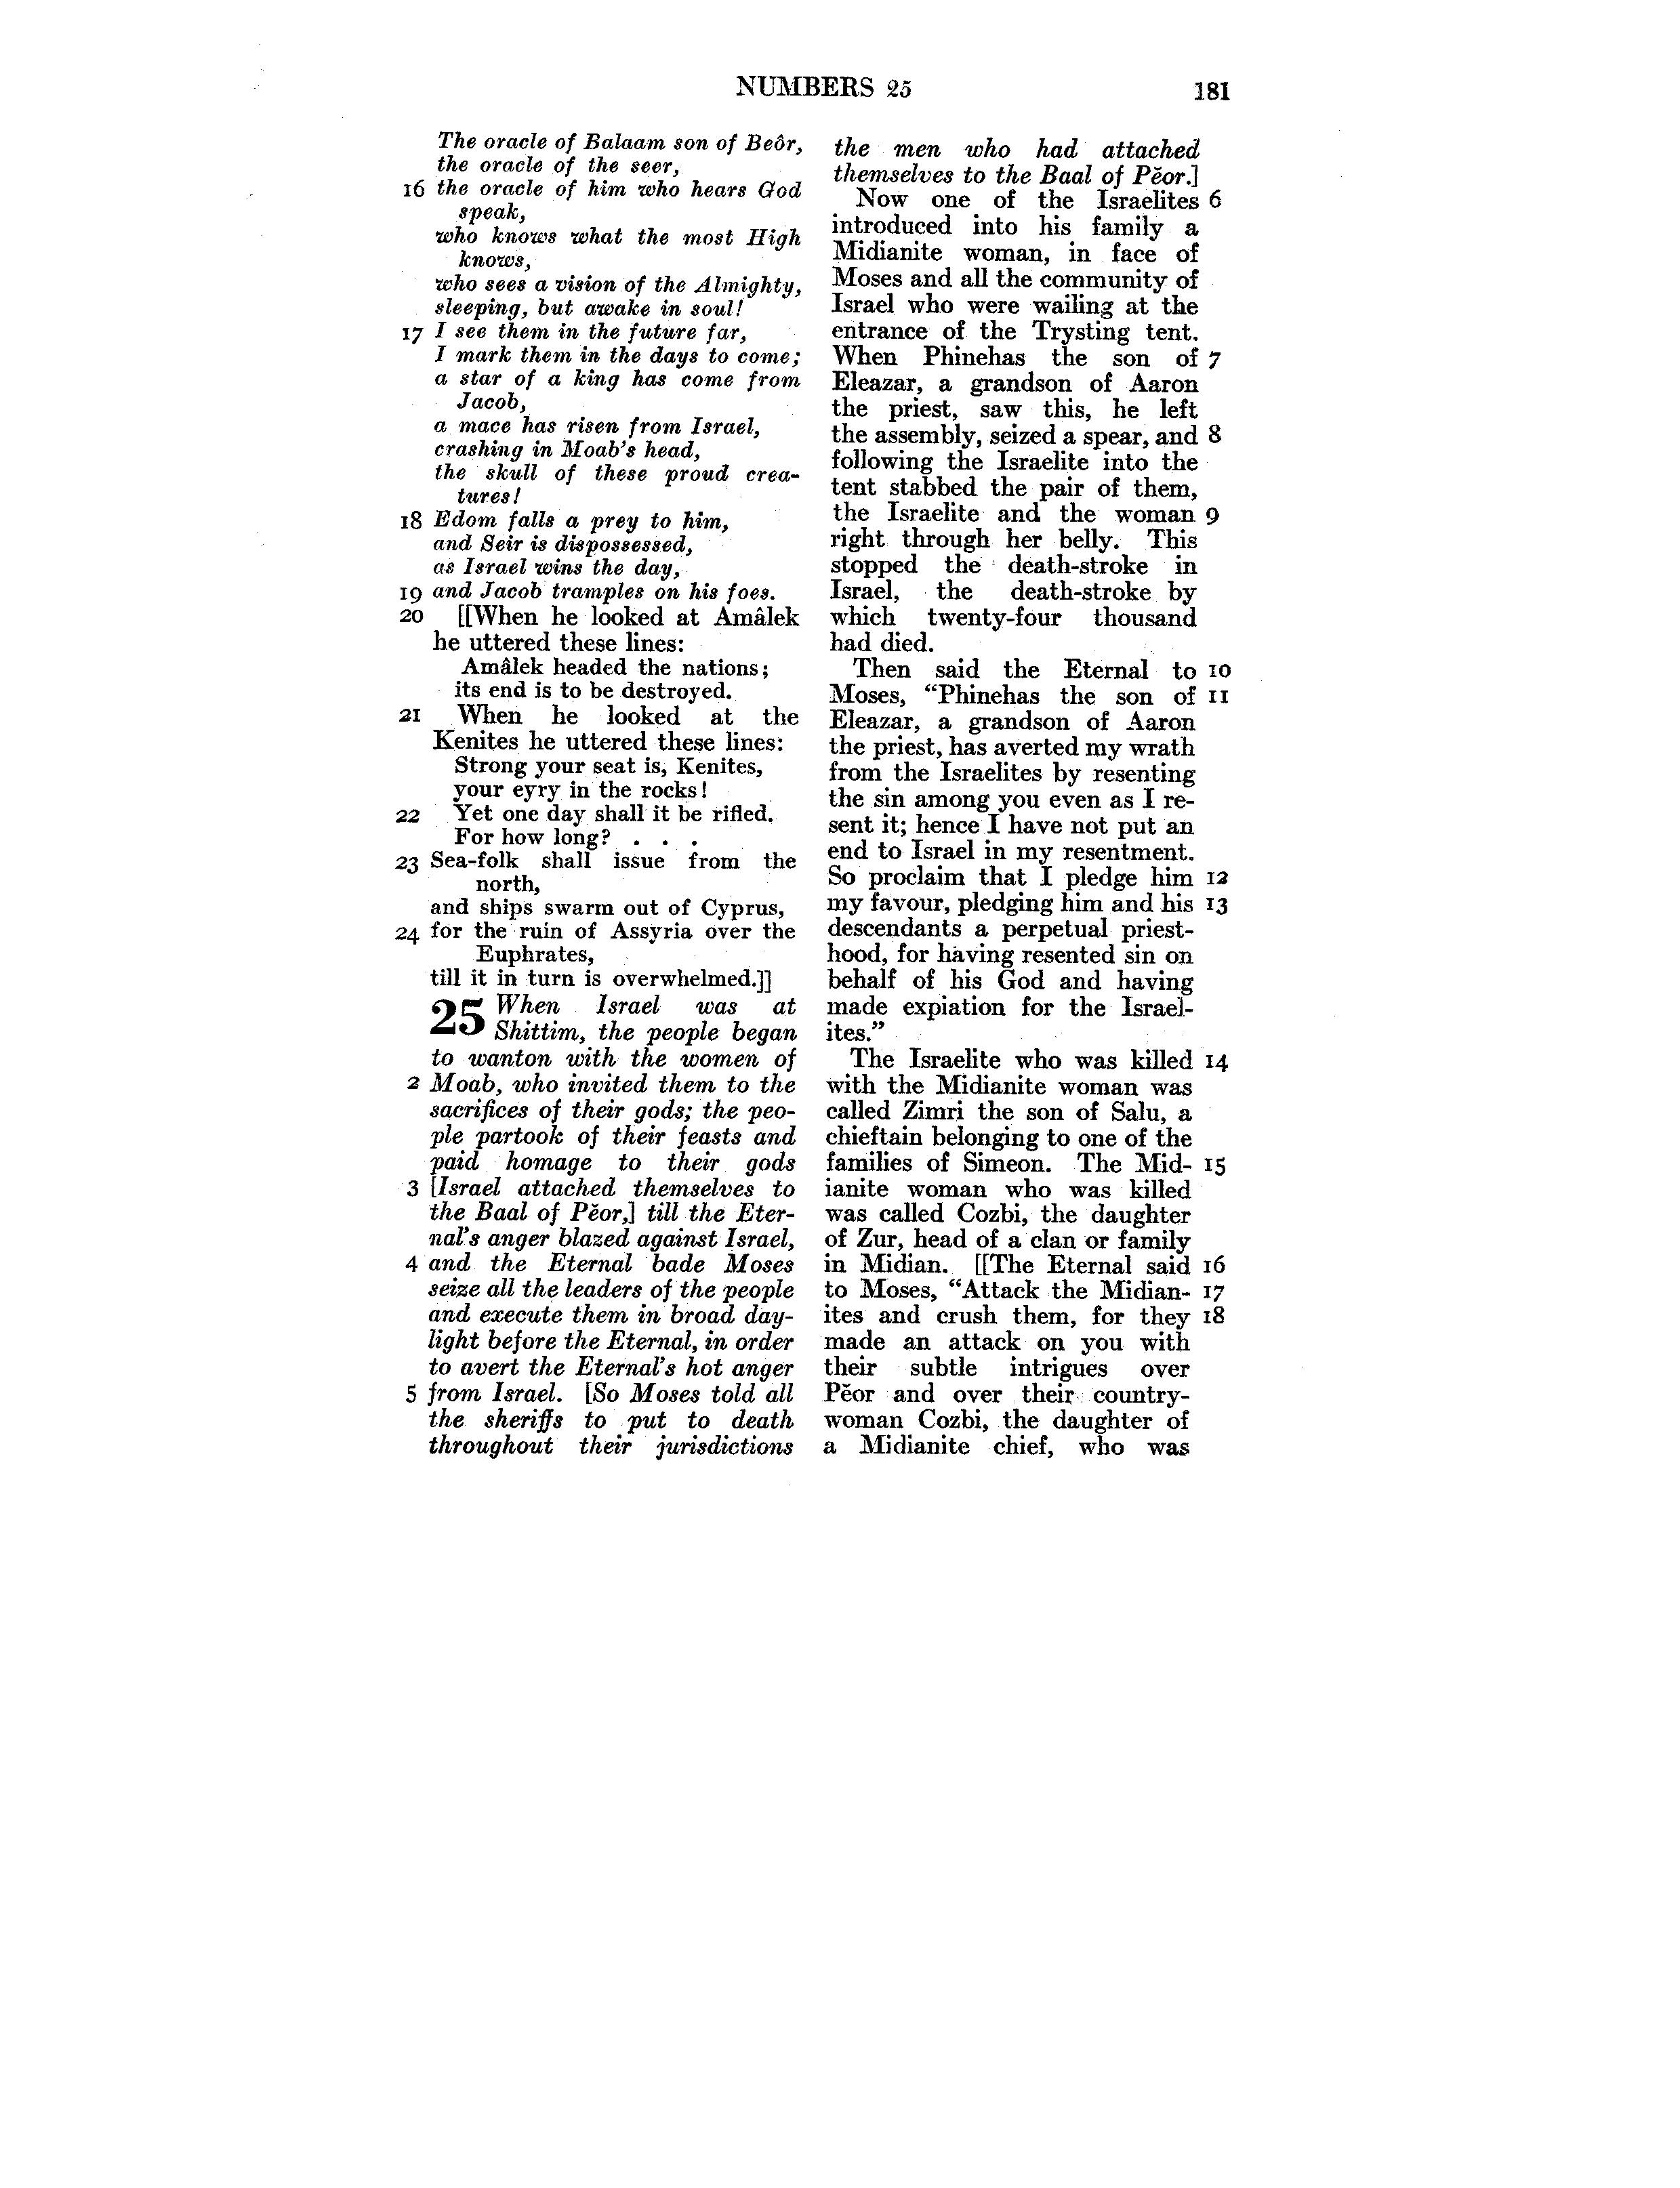 NUMBERS 25
181
The oracle of Balaam son of Beôr,
the oracle of the seer,
16 the oracle of him who hears God
speak,
who knows what the most High
knows,
who sees a vision of the Almighty,
sleeping, but awake in soul!
17 I see them in the future far,
I mark them in the days to come;
a star of a king has come from
Jacob,
a mace has risen from Israel,
crashing in Moab's head,
the skull of these proud crea-
tures!
18 Edom falls a prey to him,
and Seir is dispossessed,
as Israel wins the day,
19 and Jacob tramples on his foes.
20 [[When he looked at Amâlek
he uttered these lines:
Amâlek headed the nations;
its end is to be destroyed.
21 When he looked at the
Kenites he uttered these lines:
Strong your seat is, Kenites,
your eyry in the rocks!
22 Yet one day shall it be rifled.
For how long? . . .
23 Sea-folk shall issue from the
north,
and ships swarm out of Cyprus,
24 for the ruin of Assyria over the
Euphrates,
till it in turn is overwhelmed.]]
25 When Israel was at
Shittim, the people began
to wanton with the women of
2 Moab, who invited them to the
sacrifices of their gods; the peo-
ple partook of their feasts and
paid homage to their gods
3 [Israel attached themselves to
the Baal of Pĕor,] till the Eter-
nal's anger blazed against Israel,
4 and the Eternal bade Moses
seize all the leaders of the people
and execute them in broad day-
light before the Eternal, in order
to avert the Eternal's hot anger
5 from Israel. [So Moses told all
the sheriffs to put to death
throughout their jurisdictions
the men who had attached
themselves to the Baal of Pĕor.]
Now one of the Israelites 6
introduced into his family a
Midianite woman, in face of
Moses and all the community of
Israel who were wailing at the
entrance of the Trysting tent.
When Phinehas the son of 7
Eleazar, a grandson of Aaron
the priest, saw this, he left
the assembly, seized a spear, and 8
following the Israelite into the
tent stabbed the pair of them,
the Israelite and the woman 9
right through her belly. This
stopped the death-stroke in
Israel, the death-stroke by
which twenty-four thousand
had died.
Then said the Eternal to 10
Moses, "Phinehas the son of 11
Eleazar, a grandson of Aaron
the priest, has averted my wrath
from the Israelites by resenting
the sin among you even as I re-
sent it; hence I have not put an
end to Israel in my resentment.
So proclaim that I pledge him 12
my favour, pledging him and his 13
descendants a perpetual priest-
hood, for having resented sin on
behalf of his God and having
made expiation for the Israel-
ites."
The Israelite who was killed 14
with the Midianite woman was
called Zimri the son of Salu, a
chieftain belonging to one of the
families of Simeon. The Mid- 15
ianite woman who was killed
was called Cozbi, the daughter
of Zur, head of a clan or family
in Midian. [[The Eternal said 16
to Moses, "Attack the Midian- 17
ites and crush them, for they 18
made an attack on you with
their subtle intrigues over
Pĕor and over their country-
woman Cozbi, the daughter of
a Midianite chief, who was